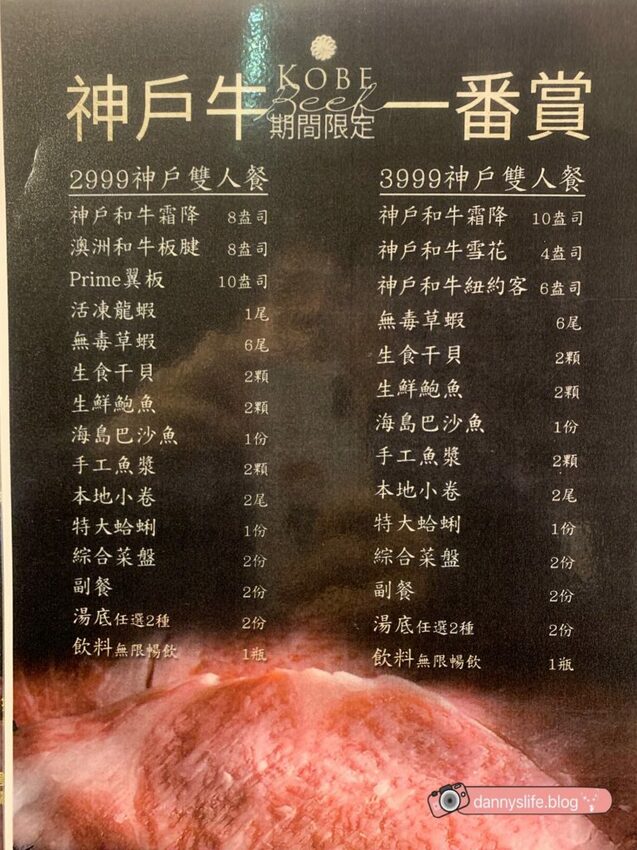 KOBE
Beef
神戶牛 一番賞
期間限定
2999神戶雙人餐
神戶和牛霜降 8盎司
澳洲和牛板腱 8盎司
Prime翼板 10盎司
活凍龍蝦 1尾
無毒草蝦 6尾
生食干貝 2顆
生鮮鮑魚 2顆
海島巴沙魚 1份
手工魚漿 2顆
本地小卷 2尾
特大蛤蜊 1份
綜合菜盤 2份
副餐 2份
湯底任選2種 2份
飲料無限暢飲 1瓶
3999神戶雙人餐
神戶和牛霜降 10盎司
神戶和牛雪花 4盎司
神戶和牛紐約客 6盎司
無毒草蝦 6尾
生食干貝 2顆
生鮮鮑魚 2顆
海島巴沙魚 1份
手工魚漿 2顆
本地小卷 2尾
特大蛤蜊 1份
綜合菜盤 2份
副餐 2份
湯底任選2種 2份
飲料無限暢飲 1瓶
dannyslife.blog